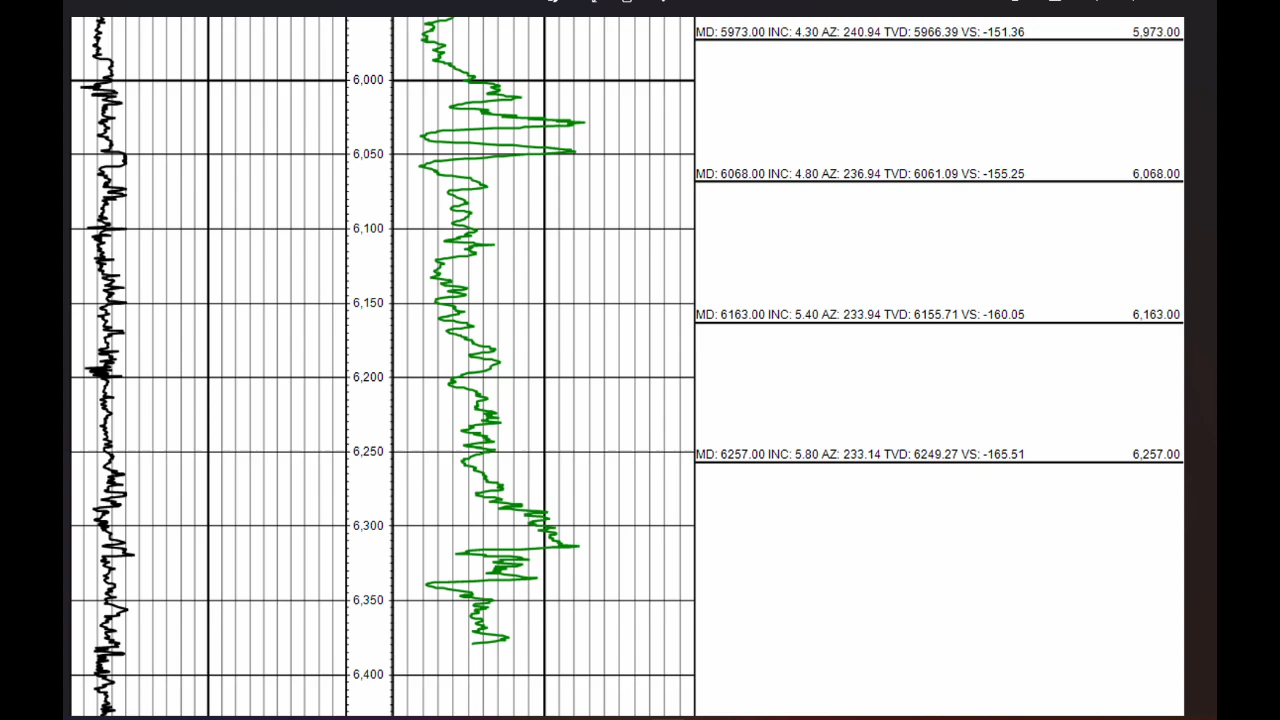 MD: 5973.00 INC: 4.30 AZ: 240.94 TVD: 5966.39 VS: -151.36 5,973.00
6,000
6,050
MD: 6068.00 INC: 4.80 AZ: 236.94 TVD: 6061.09 VS: -155.25 6,068.00
6,100
6,150
MD: 6163.00 INC: 5.40 AZ: 233.94 TVD: 6155.71 VS: -160.05 6,163.00
6,200
6,250
MD: 6257.00 INC: 5.80 AZ: 233.14 TVD: 6249.27 VS: -165.51 6,257.00
6,300
6,350
6,400